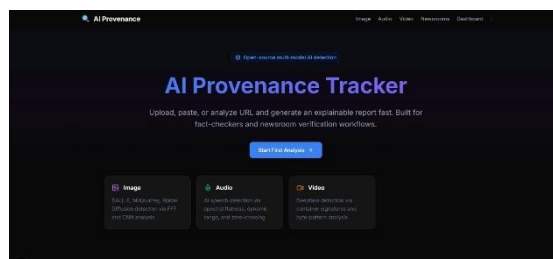 AI Provenance
Image Audio Video Newsrooms Dashboard
Open-source multi-modal AI detection
AI Provenance Tracker
Upload, paste, or analyze URL and generate an explainable report fast. Built for
fact-checkers and newsroom verification workflows.
Start First Analysis →
Image
DALL-E, Midjourney, Stable
Diffusion detection via FFT
and CNN analysis.
Audio
AI speech detection via
spectral flatness, dynamic
range, and zero-crossing.
Video
Deepfake detection via
container signatures and
byte-pattern analysis.